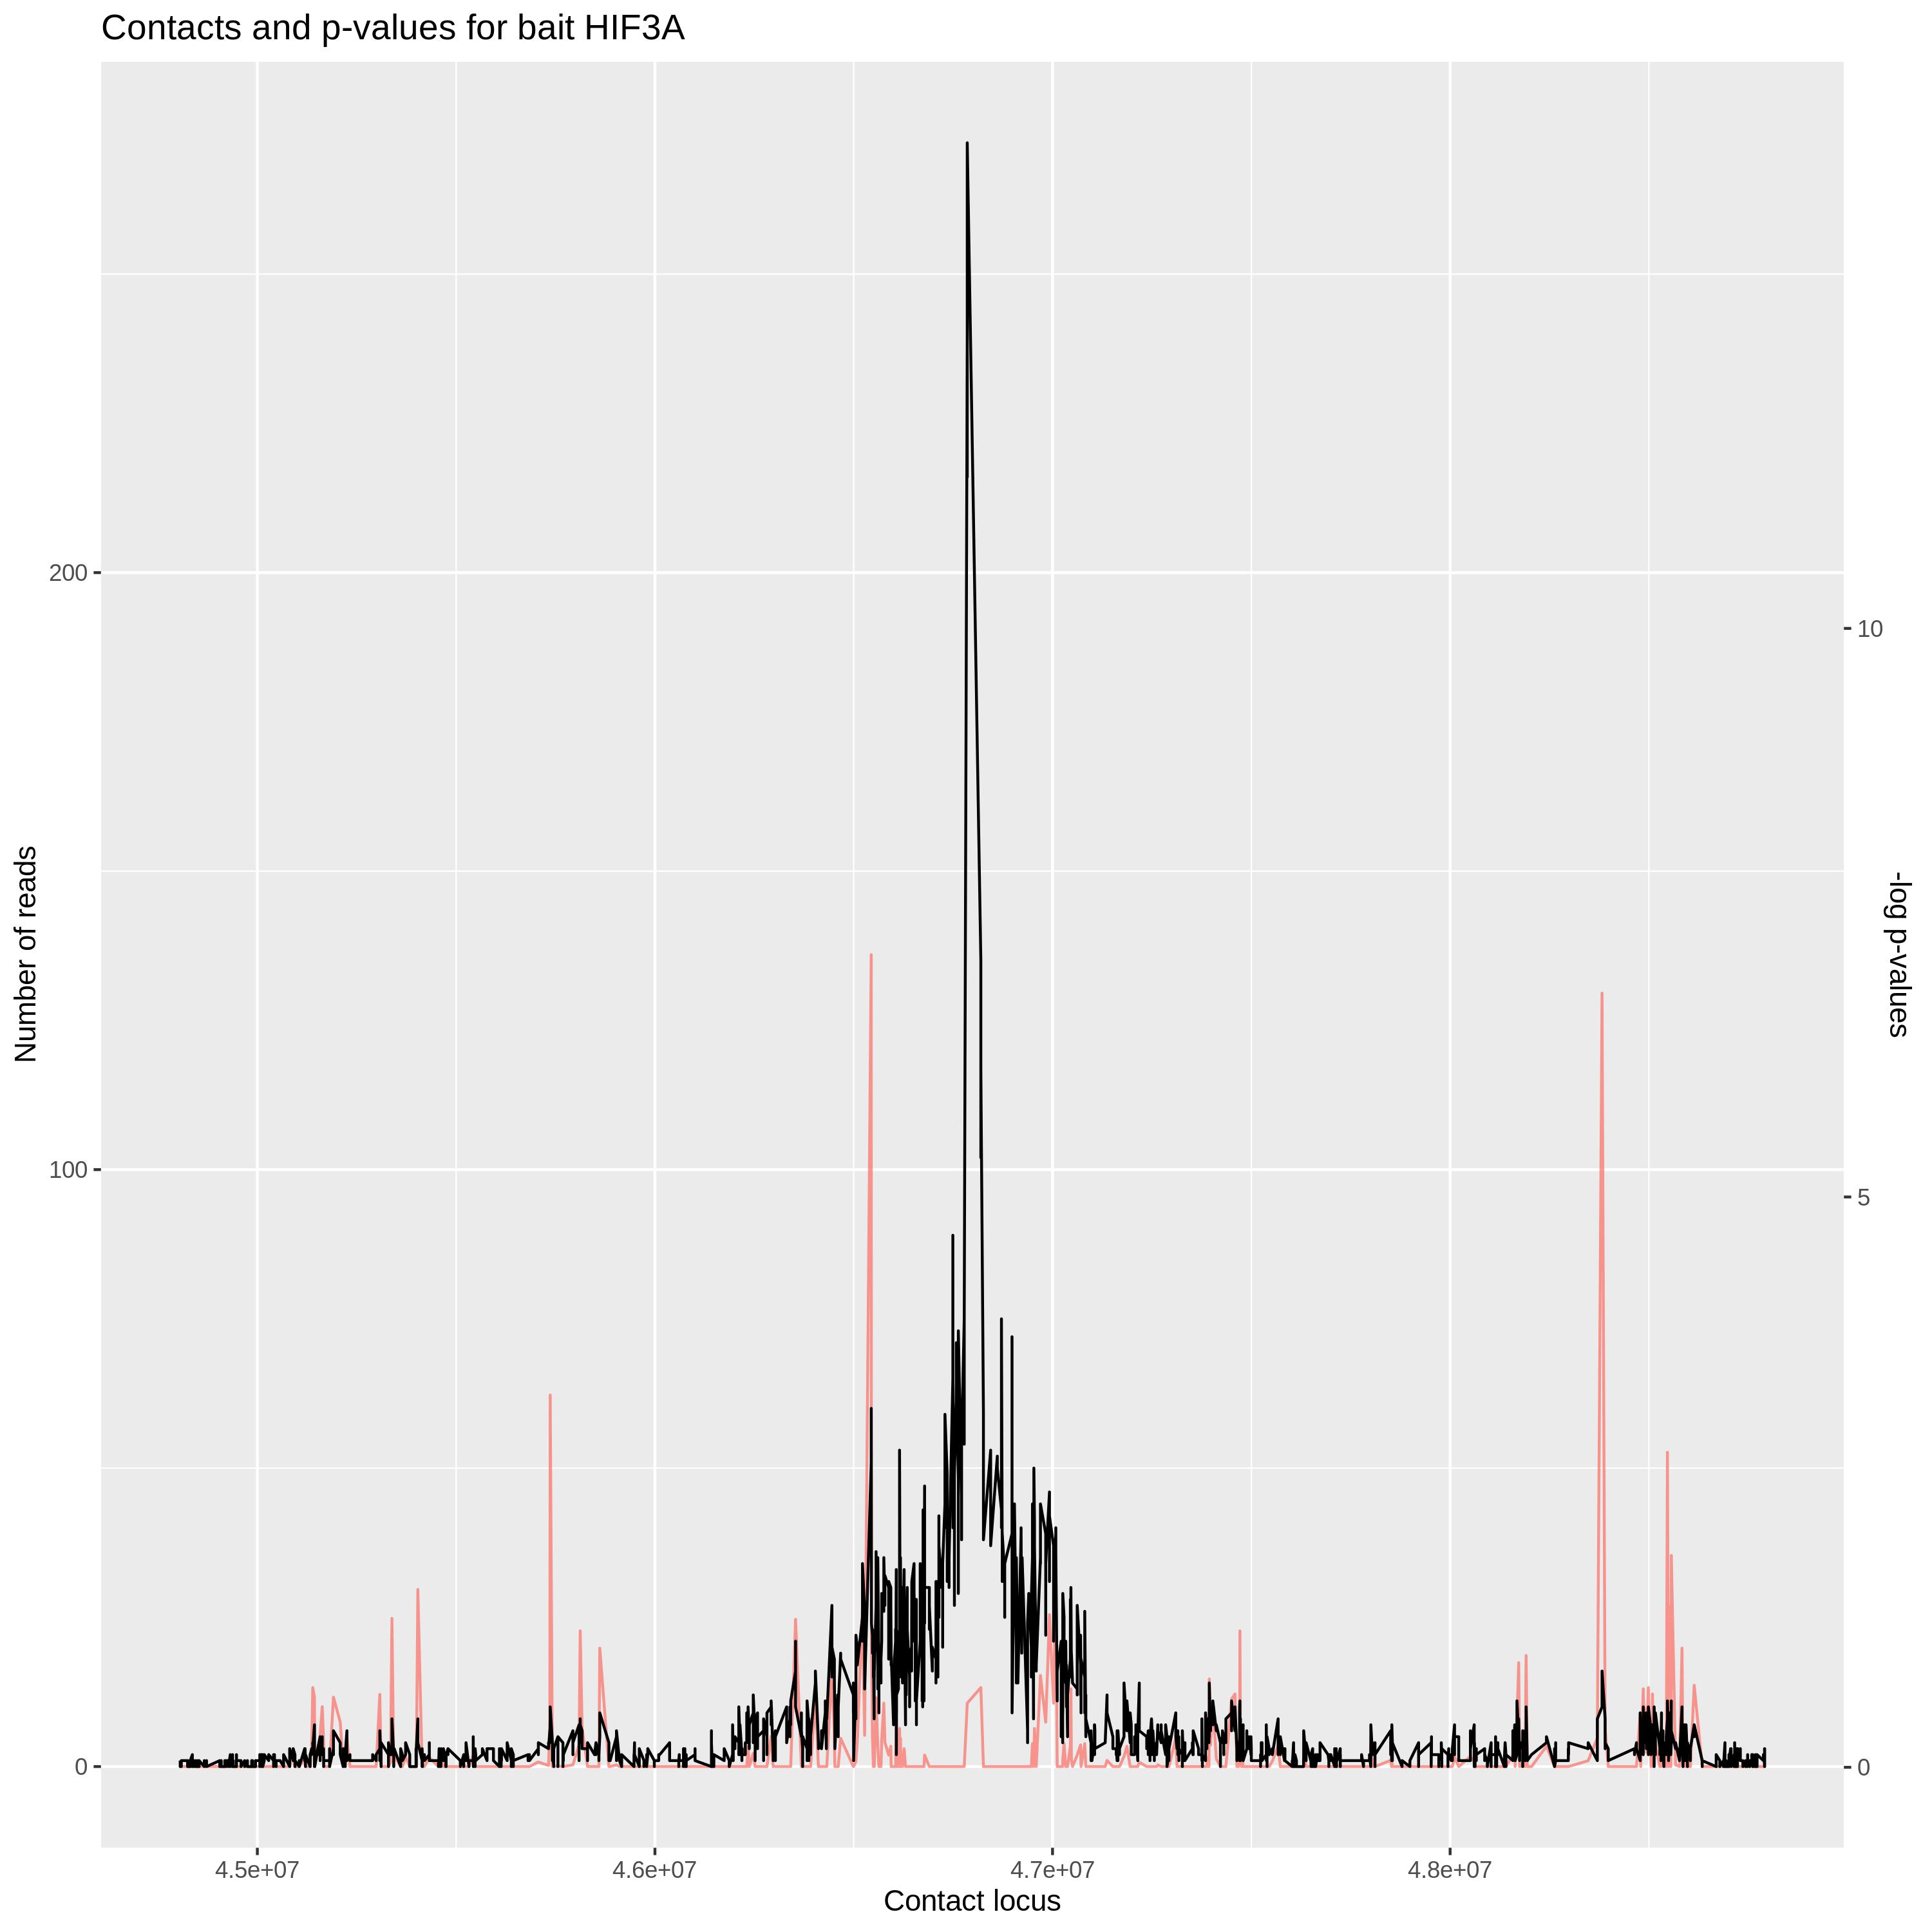 Contacts and p-values for bait HIF3A
Number of reads
200
100
0
10
5
0
-log p-values
4.5e+07
4.6e+07
4.7e+07
4.8e+07
Contact locus